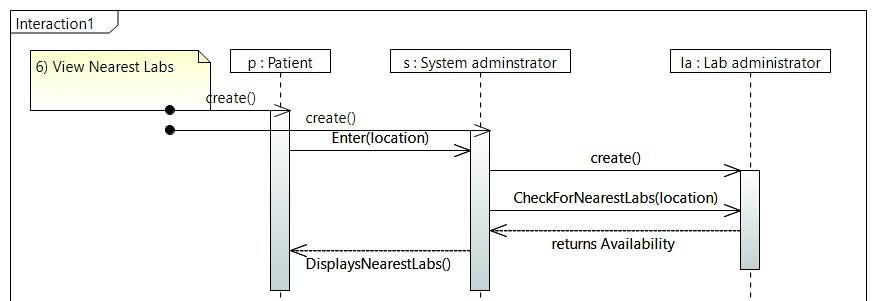 Interaction1
6) View Nearest Labs
p : Patient
s : System adminstrator
la : Lab administrator
create()
create()
Enter(location)
create()
CheckForNearestLabs(location)
returns Availability
DisplaysNearestLabs()